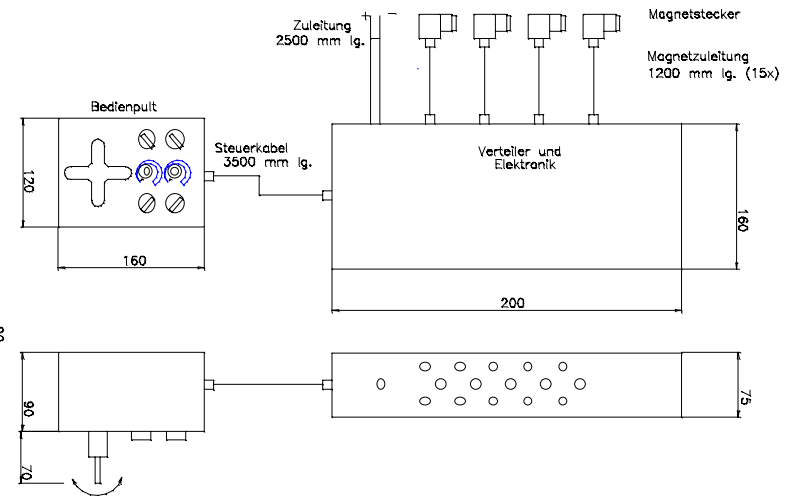 Zuleitung
2500 mm lg.
+ −
Magnetstecker
Magnetzuleitung
1200 mm lg. (15x)
Bedienpult
Steuerkabel
3500 mm lg.
Verteiler und
Elektronik
120
160
160
200
90
70
75